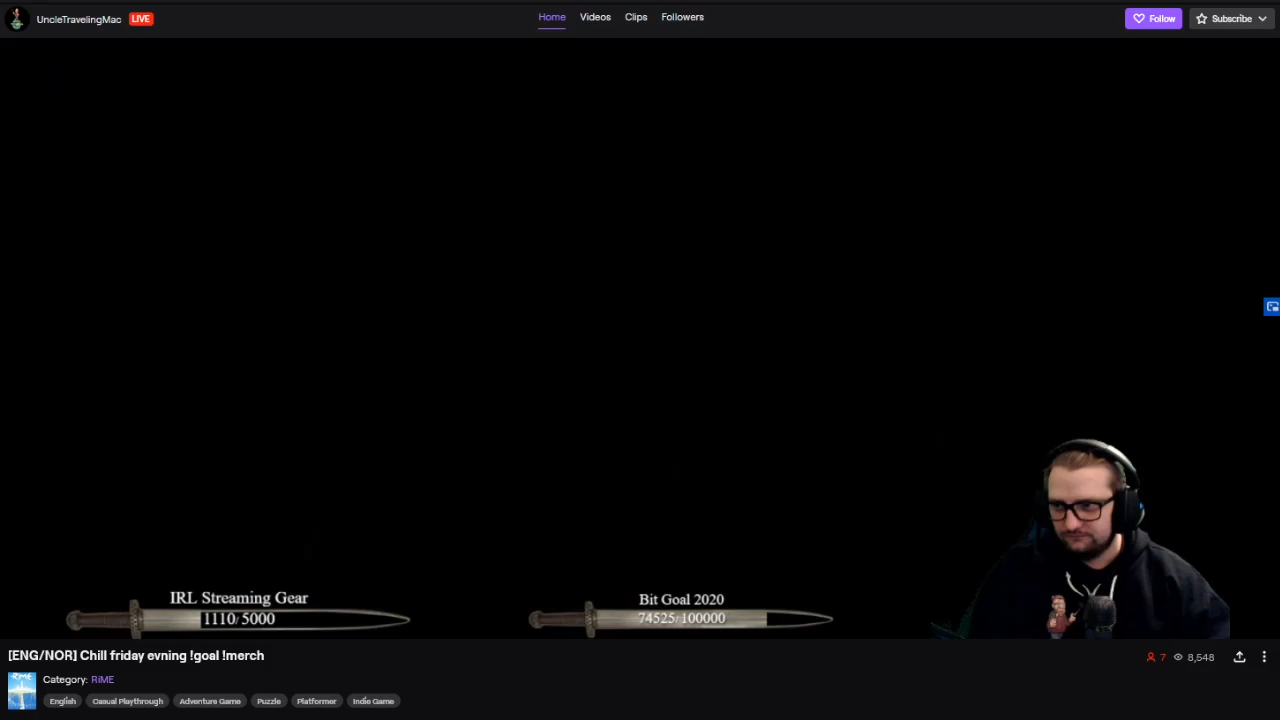 UncleTravelingMac LIVE Home Videos Clips Followers Follow Subscribe
IRL Streaming Gear
1110/5000
Bit Goal 2020
74525/100000
[ENG/NOR] Chill friday evning !goal !merch
7 8,548
RiME
Category: RiME
English Casual Playthrough Adventure Game Puzzle Platformer Indie Game